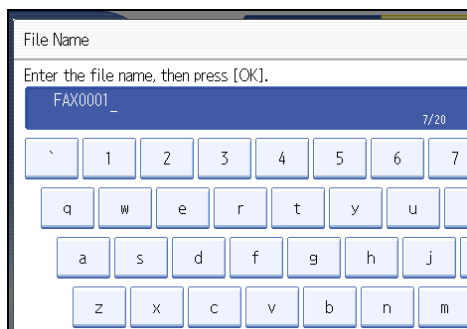 File Name
Enter the file name, then press [OK].
FAX0001_
7/20
` 1 2 3 4 5 6 7
q w e r t y u
a s d f g h j
z x c v b n m